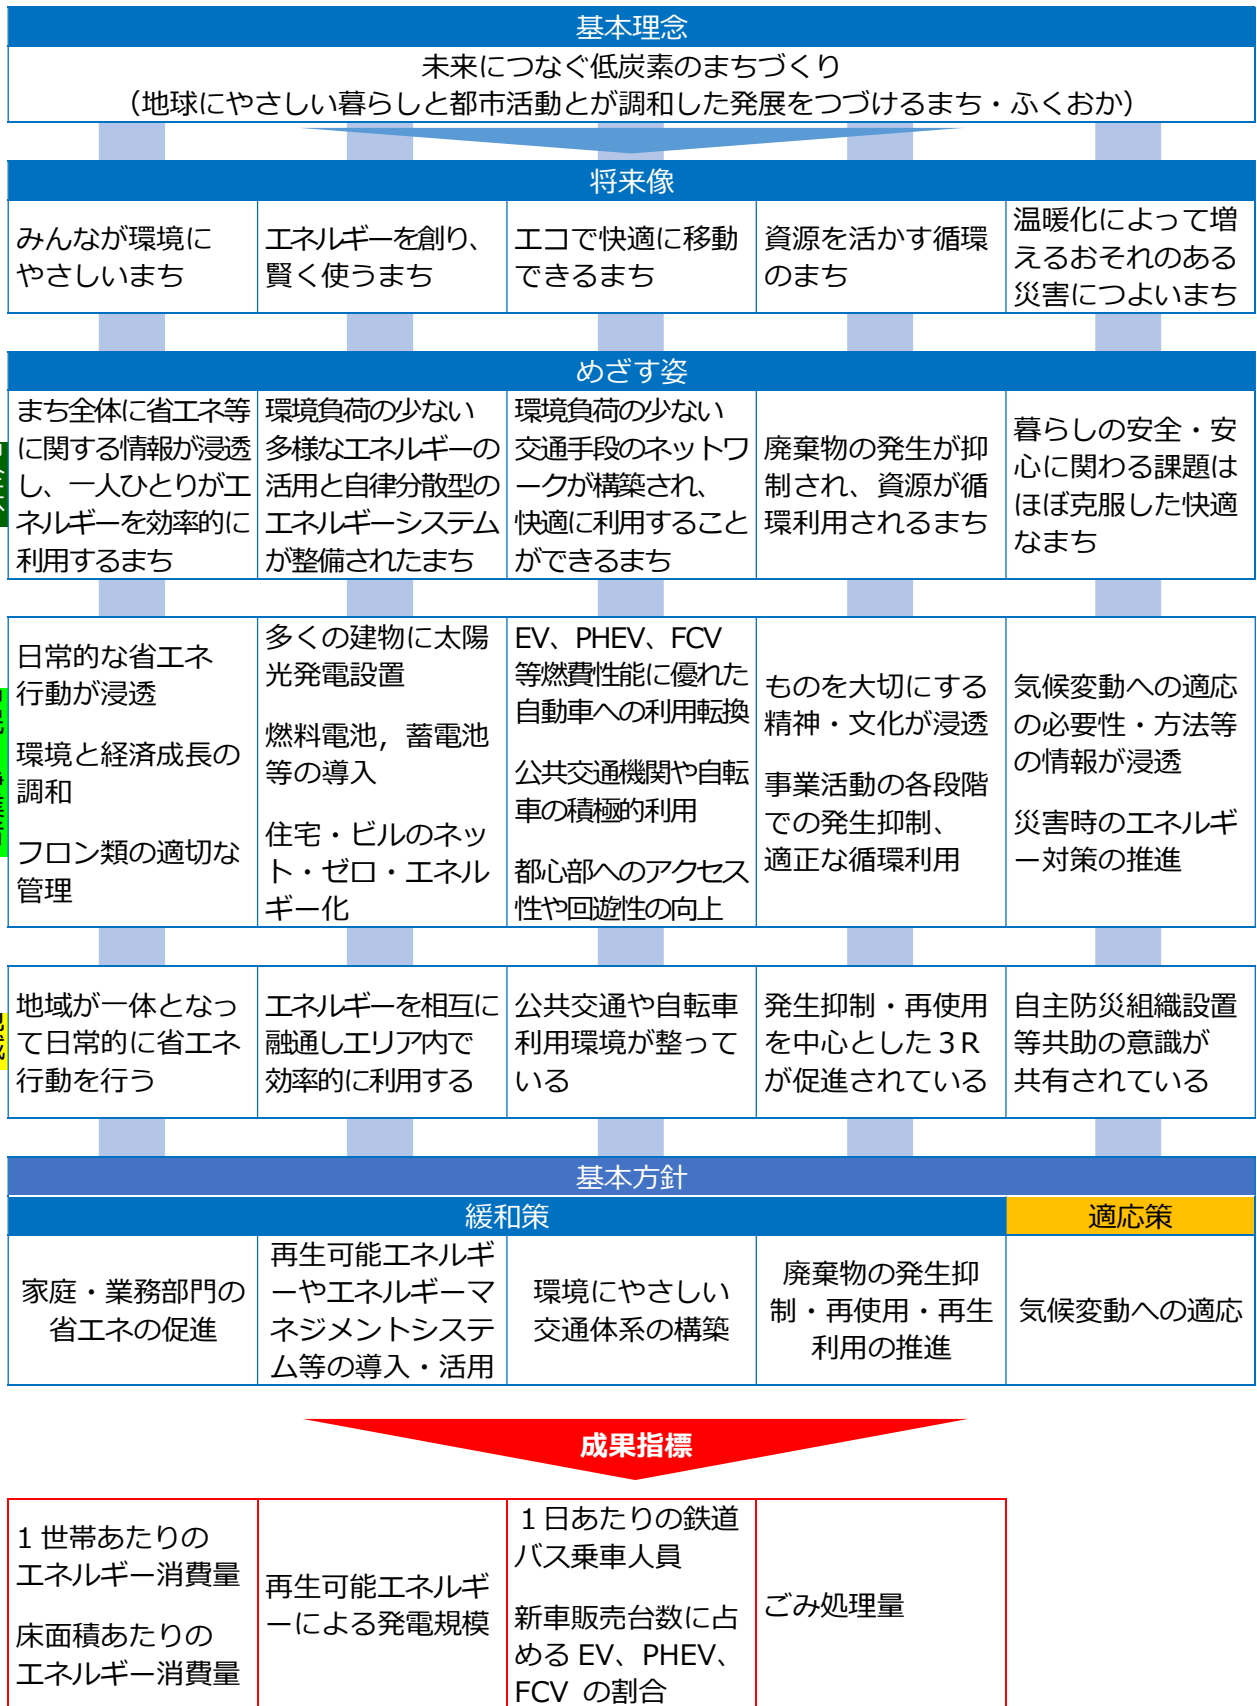 基本理念
未来につなぐ低炭素のまちづくり
（地球にやさしい暮らしと都市活動とが調和した発展をつづけるまち・ふくおか）
将来像
みんなが環境に
やさしいまち
エネルギーを創り、
賢く使うまち
エコで快適に移動
できるまち
資源を活かす循環
のまち
温暖化によって増
えるおそれのある
災害につよいまち
めざす姿
まち全体に省エネ等
に関する情報が浸透
し、一人ひとりがエ
ネルギーを効率的に
利用するまち
環境負荷の少ない
多様なエネルギーの
活用と自律分散型の
エネルギーシステム
が整備されたまち
環境負荷の少ない
交通手段のネットワ
ークが構築され、
快適に利用すること
ができるまち
廃棄物の発生が抑
制され、資源が循
環利用されるまち
暮らしの安全・安
心に関わる課題は
ほぼ克服した快適
なまち
日常的な省エネ
行動が浸透
環境と経済成長の
調和
フロン類の適切な
管理
多くの建物に太陽
光発電設置
燃料電池，蓄電池
等の導入
住宅・ビルのネッ
ト・ゼロ・エネル
ギー化
EV、PHEV、FCV
等燃費性能に優れた
自動車への利用転換
公共交通機関や自転
車の積極的利用
都心部へのアクセス
性や回遊性の向上
ものを大切にする
精神・文化が浸透
事業活動の各段階
での発生抑制、
適正な循環利用
気候変動への適応
の必要性・方法等
の情報が浸透
災害時のエネルギ
ー対策の推進
地域が一体となっ
て日常的に省エネ
行動を行う
エネルギーを相互に
融通しエリア内で
効率的に利用する
公共交通や自転車
利用環境が整って
いる
発生抑制・再使用
を中心とした３R
が促進されている
自主防災組織設置
等共助の意識が
共有されている
基本方針
緩和策
適応策
家庭・業務部門の
省エネの促進
再生可能エネルギ
ーやエネルギーマ
ネジメントシステ
ム等の導入・活用
環境にやさしい
交通体系の構築
廃棄物の発生抑
制・再使用・再生
利用の推進
気候変動への適応
成果指標
1 世帯あたりの
エネルギー消費量
床面積あたりの
エネルギー消費量
再生可能エネルギ
ーによる発電規模
１日あたりの鉄道
バス乗車人員
新車販売台数に占
める EV、PHEV、
FCV の割合
ごみ処理量